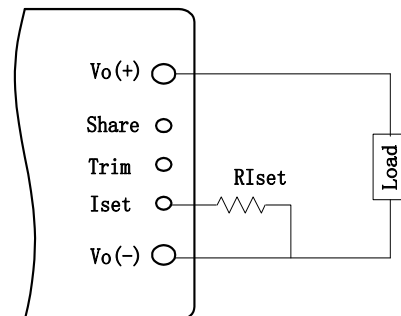 Vo(+)
Share
Trim
RIset
Iset
Vo(-)
Load